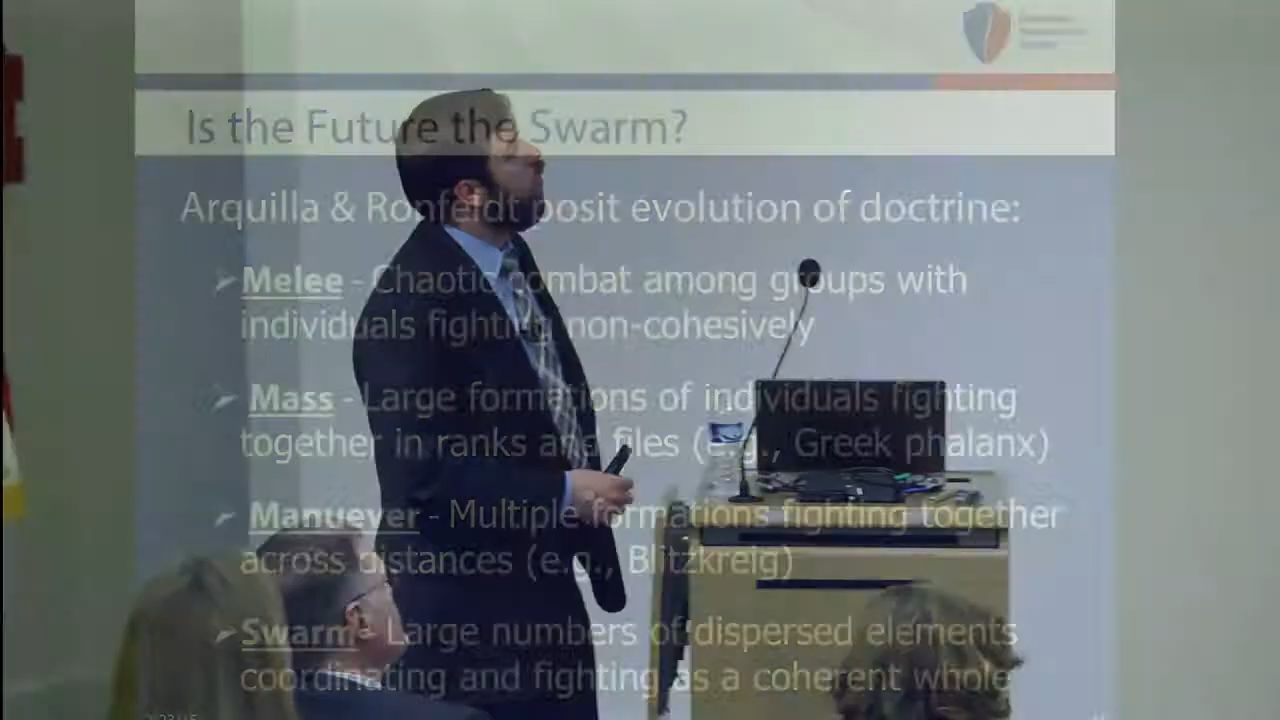 Is the Future the Swarm?
Arquilla & Ronfeldt posit evolution of doctrine:
Melee - Chaotic combat among groups with
individuals fighting non-cohesively
Mass - Large formations of individuals fighting
together in ranks and files (e.g., Greek phalanx)
Manuever - Multiple formations fighting together
across distances (e.g., Blitzkreig)
Swarm - Large numbers of dispersed elements
coordinating and fighting as a coherent whole